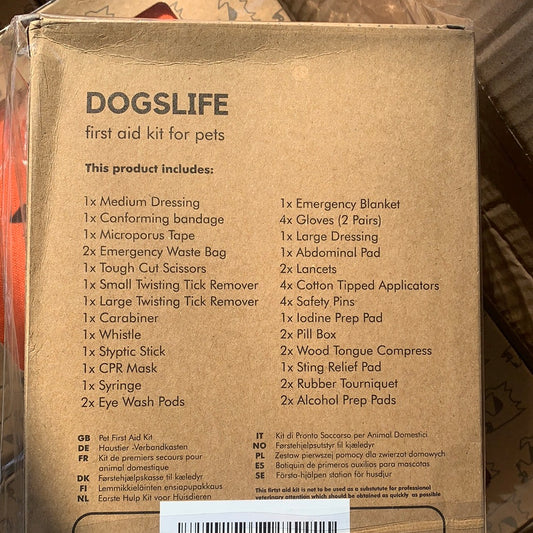 DOGSLIFE
first aid kit for pets
This product includes:
1x Medium Dressing
1x Conforming bandage
1x Microporus Tape
2x Emergency Waste Bag
1x Tough Cut Scissors
1x Small Twisting Tick Remover
1x Large Twisting Tick Remover
1x Carabiner
1x Whistle
1x Styptic Stick
1x CPR Mask
1x Syringe
2x Eye Wash Pods
1x Emergency Blanket
4x Gloves (2 Pairs)
1x Large Dressing
1x Abdominal Pad
2x Lancets
4x Cotton Tipped Applicators
4x Safety Pins
1x Iodine Prep Pad
2x Pill Box
2x Wood Tongue Compress
1x Sting Relief Pad
2x Rubber Tourniquet
2x Alcohol Prep Pads
GB Pet First Aid Kit
DE Haustier -Verbandkasten
FR Kit de premiers secours pour
animal domestique
DK Førstehjælpskasse til kæledyr
FI Lemmikkieläinten ensiapupakkaus
NL Eerste Hulp Kit voor Huisdieren
IT Kit di Pronto Soccorso per Animal Domestici
NO Førstehjelpsutstyr til kjæledyr
PL Zestaw pierwszej pomocy dla zwierzat domowych
ES Botiquin de primeros auxilios para mascotas
SE Första-hjälpen station för husdjur
This first aid is not to be used as a substutute for professional
veterinary attention which should be obtained as quickly as possible